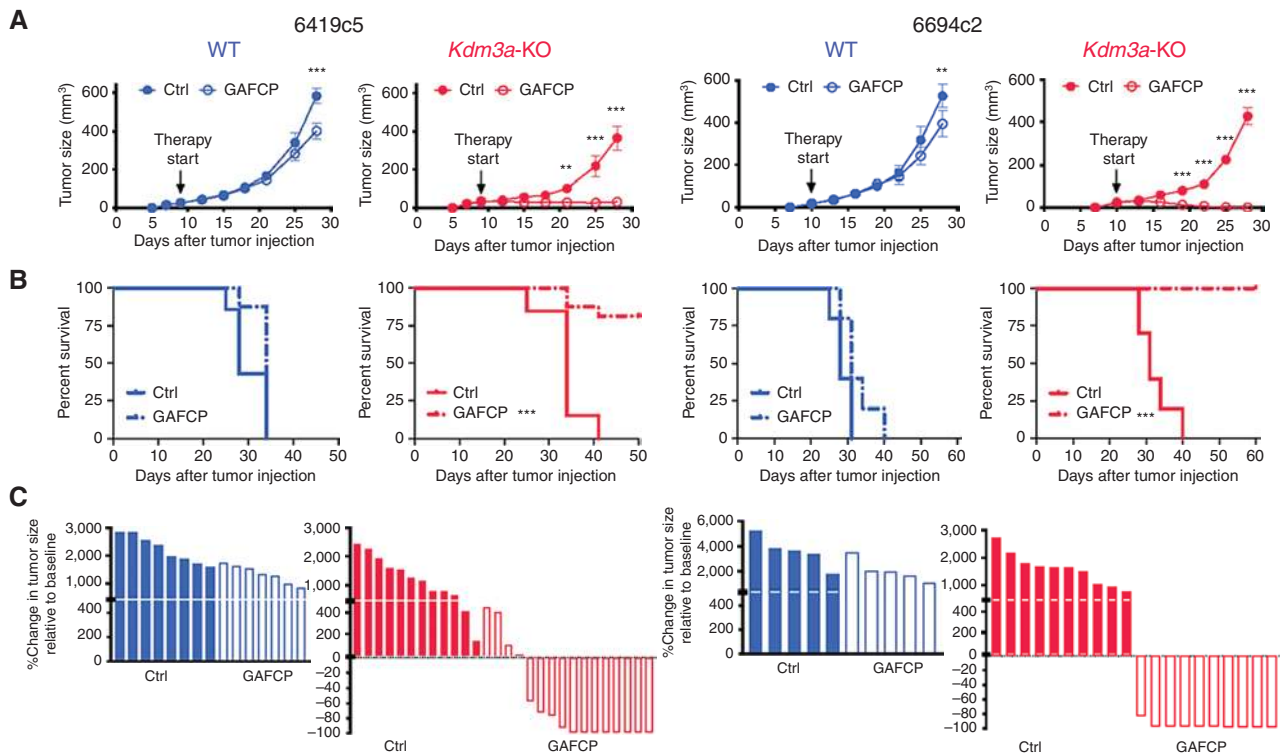 A
6419c5
6694c2
WT
Kdm3a-KO
WT
Kdm3a-KO
Tumor size (mm³)
600
400
200
0
Ctrl
GAFCP
***
Therapy
start
0 5 10 15 20 25 30
Days after tumor injection
Tumor size (mm³)
600
400
200
0
Ctrl
GAFCP
***
***
**
Therapy
start
0 5 10 15 20 25 30
Days after tumor injection
Tumor size (mm³)
600
400
200
0
Ctrl
GAFCP
**
Therapy
start
0 5 10 15 20 25 30
Days after tumor injection
Tumor size (mm³)
600
400
200
0
Ctrl
GAFCP
***
***
***
***
Therapy
start
0 5 10 15 20 25 30
Days after tumor injection
B
Percent survival
100
75
50
25
0
Ctrl
GAFCP
0 10 20 30 40 50
Days after tumor injection
Percent survival
100
75
50
25
0
Ctrl
GAFCP ***
0 10 20 30 40 50
Days after tumor injection
Percent survival
100
75
50
25
0
Ctrl
GAFCP
0 10 20 30 40 50 60
Days after tumor injection
Percent survival
100
75
50
25
0
Ctrl
GAFCP ***
0 10 20 30 40 50 60
Days after tumor injection
C
%Change in tumor size
relative to baseline
3,000
2,000
1,000
400
200
0
Ctrl
GAFCP
3,000
2,000
1,000
400
200
0
−20
−40
−60
−80
−100
Ctrl
GAFCP
%Change in tumor size
relative to baseline
6,000
4,000
2,000
400
200
0
Ctrl
GAFCP
3,000
2,000
1,000
400
200
0
−20
−40
−60
−80
−100
Ctrl
GAFCP